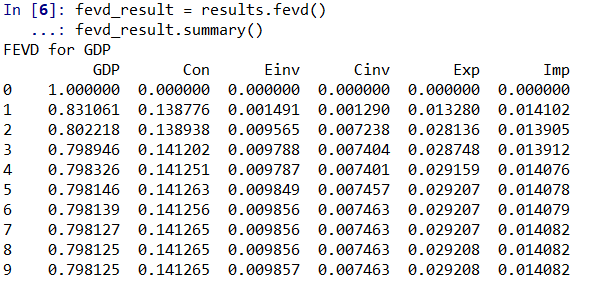 In [6]: fevd_result = results.fevd()
   ...: fevd_result.summary()
FEVD for GDP
          GDP       Con      Einv      Cinv       Exp       Imp
0    1.000000  0.000000  0.000000  0.000000  0.000000  0.000000
1    0.831061  0.138776  0.001491  0.001290  0.013280  0.014102
2    0.802218  0.138938  0.009565  0.007238  0.028136  0.013905
3    0.798946  0.141202  0.009788  0.007404  0.028748  0.013912
4    0.798326  0.141251  0.009787  0.007401  0.029159  0.014076
5    0.798146  0.141263  0.009849  0.007457  0.029207  0.014078
6    0.798139  0.141256  0.009856  0.007463  0.029207  0.014079
7    0.798127  0.141265  0.009856  0.007463  0.029207  0.014082
8    0.798125  0.141265  0.009856  0.007463  0.029208  0.014082
9    0.798125  0.141265  0.009857  0.007463  0.029208  0.014082